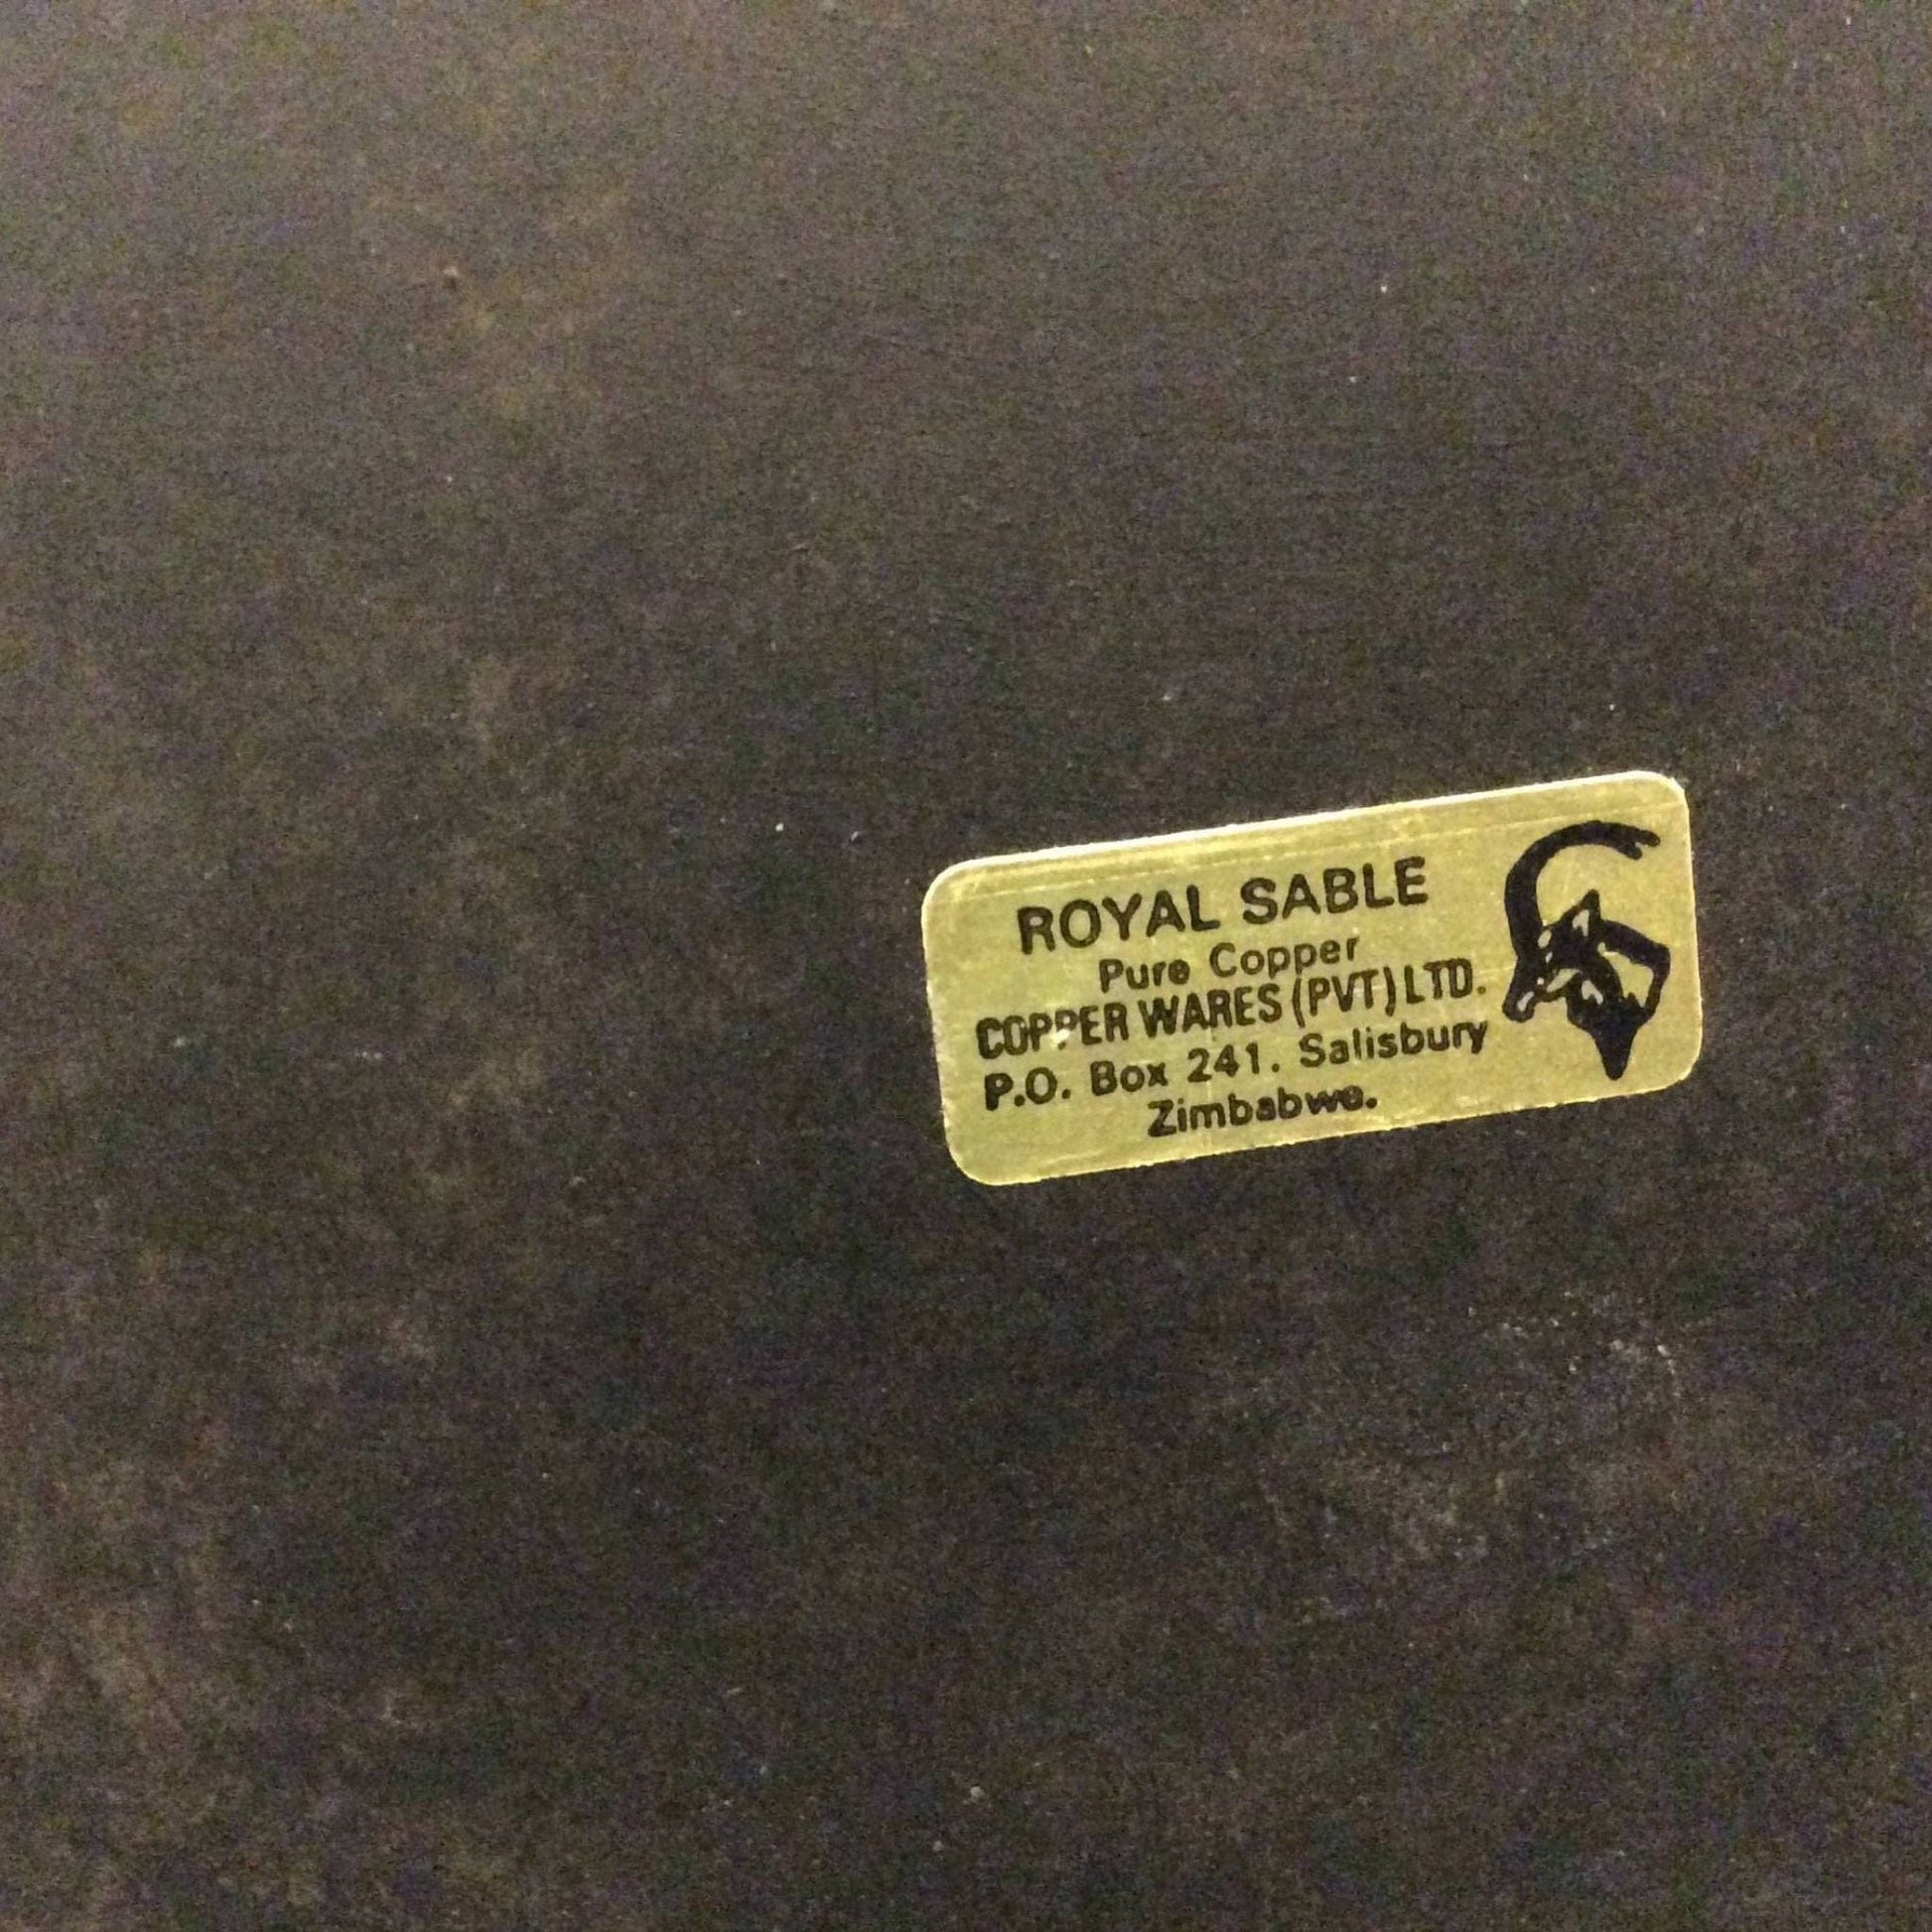 ROYAL SABLE
Pure Copper
COPPER WARES (PVT) LTD.
P.O. Box 241. Salisbury
Zimbabwe.